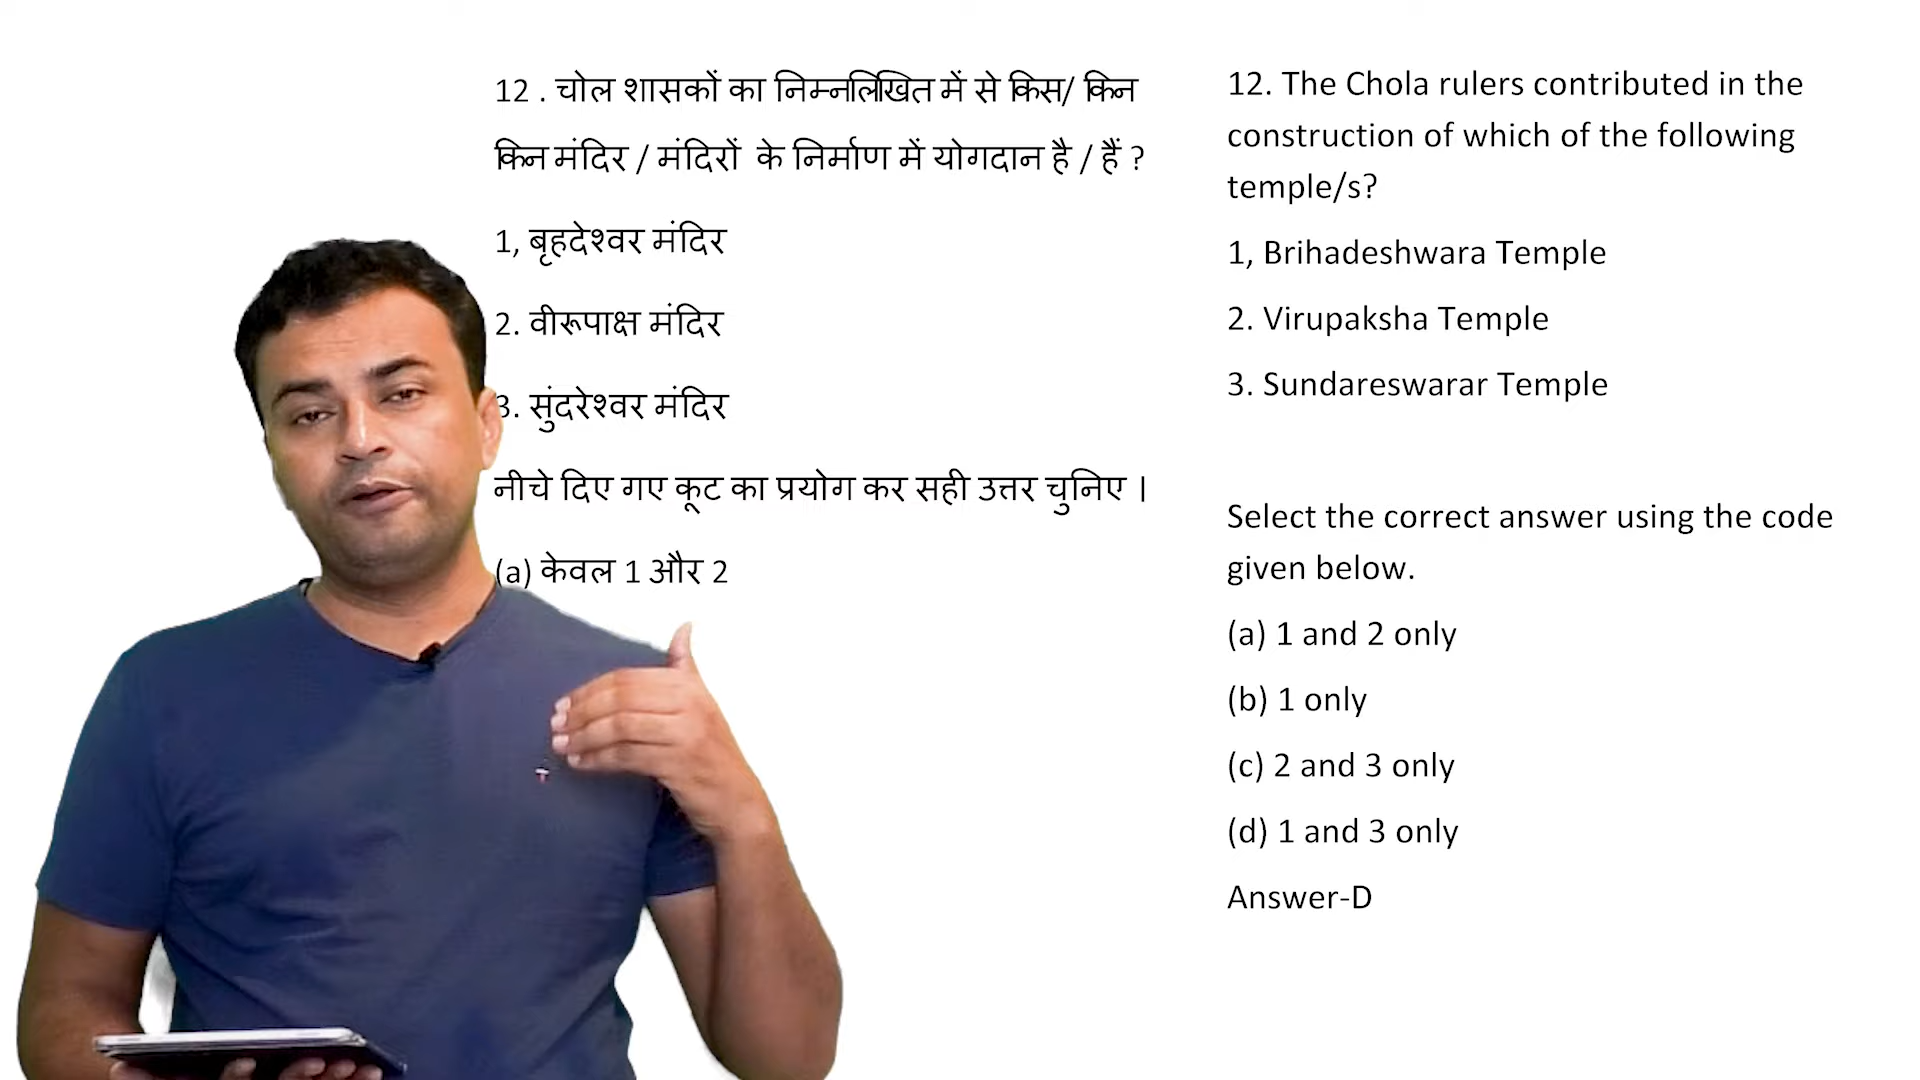 12 . चोल शासकों का निम्नलिखित में से किस/ किन
किन मंदिर / मंदिरों के निर्माण में योगदान है / हैं ?
1, बृहदेश्वर मंदिर
2. वीरूपाक्ष मंदिर
3. सुंदरेश्वर मंदिर
नीचे दिए गए कूट का प्रयोग कर सही उत्तर चुनिए ।
(a) केवल 1 और 2
12. The Chola rulers contributed in the
construction of which of the following
temple/s?
1, Brihadeshwara Temple
2. Virupaksha Temple
3. Sundareswarar Temple
Select the correct answer using the code
given below.
(a) 1 and 2 only
(b) 1 only
(c) 2 and 3 only
(d) 1 and 3 only
Answer-D